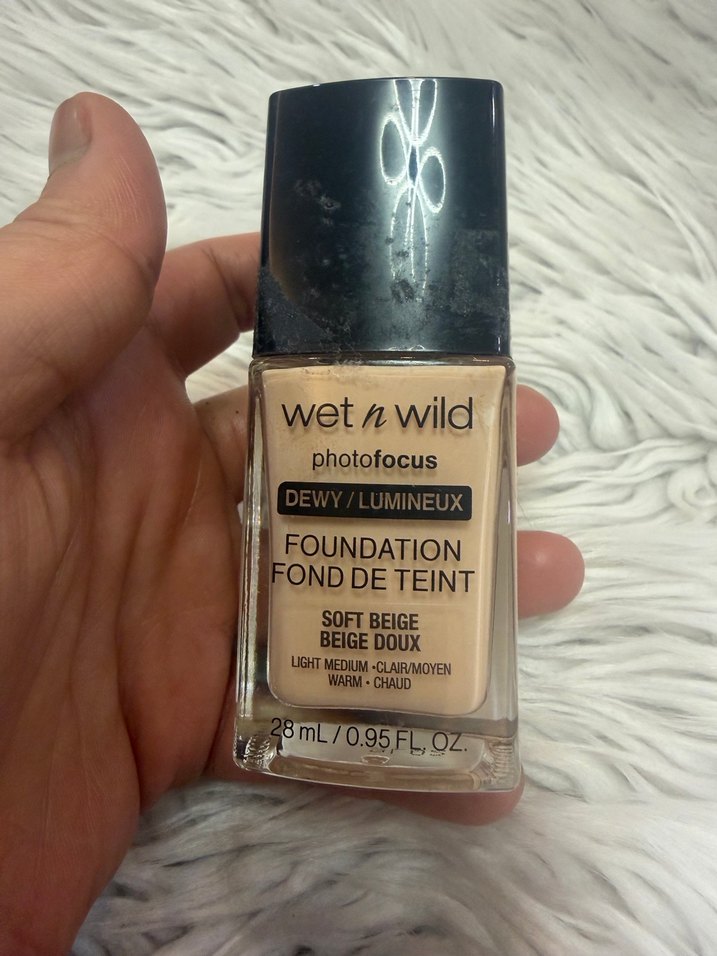 wet n wild
photofocus
DEWY / LUMINEUX
FOUNDATION
FOND DE TEINT
SOFT BEIGE
BEIGE DOUX
LIGHT MEDIUM •CLAIR/MOYEN
WARM • CHAUD
28 mL / 0.95 FL. OZ.